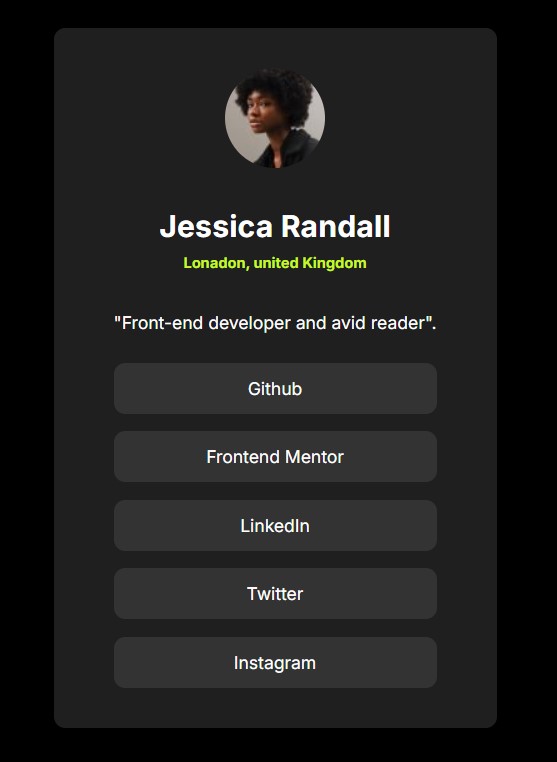 Jessica Randall
Lonadon, united Kingdom
"Front-end developer and avid reader".
Github
Frontend Mentor
LinkedIn
Twitter
Instagram